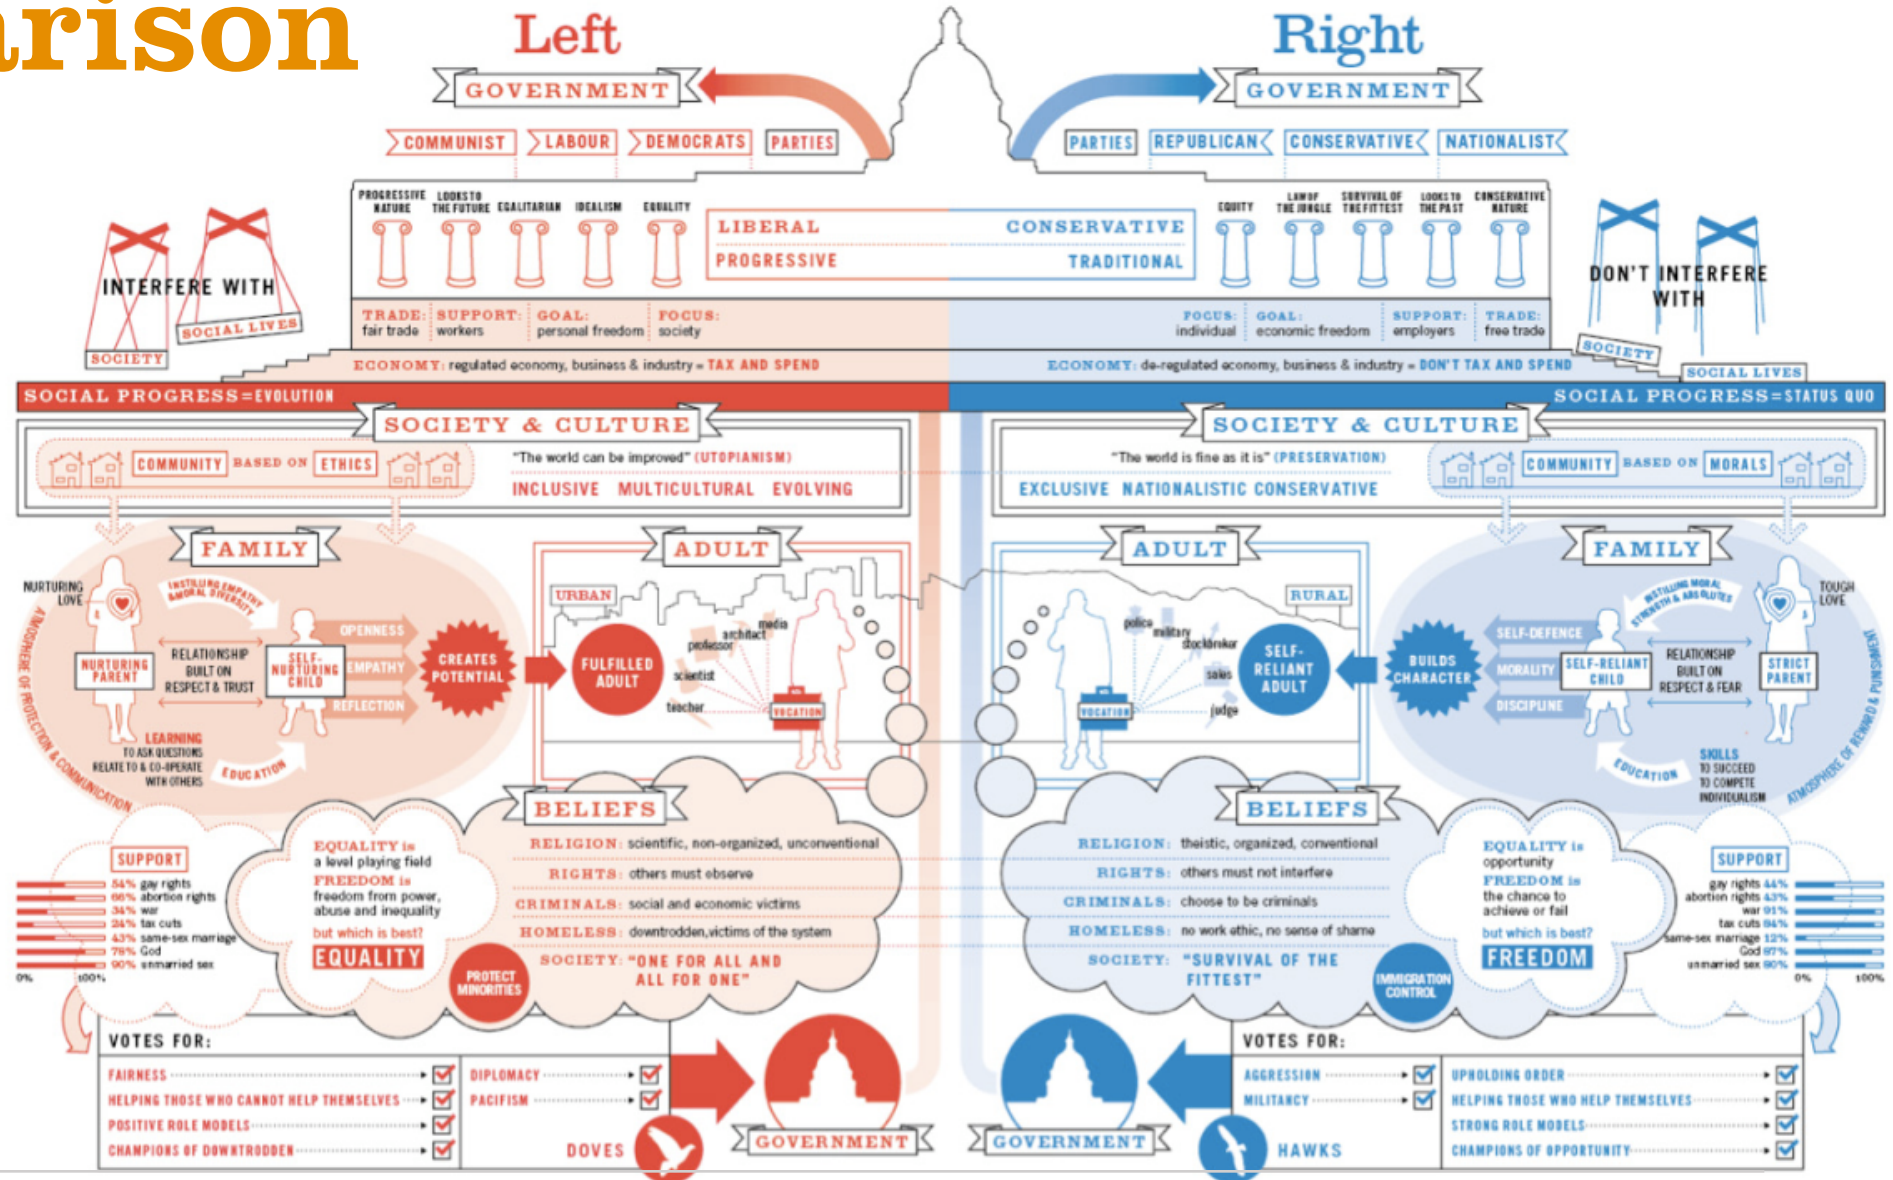 arison
Left
GOVERNMENT
COMMUNIST
LABOUR
DEMOCRATS
PARTIES
PROGRESSIVE
NATURE
LOOKS TO
THE FUTURE
EGALITARIAN
IDEALISM
EQUALITY
LIBERAL
PROGRESSIVE
INTERFERE WITH
SOCIETY
SOCIAL LIVES
TRADE:
fair trade
SUPPORT:
workers
GOAL:
personal freedom
FOCUS:
society
ECONOMY: regulated economy, business & industry = TAX AND SPEND
SOCIAL PROGRESS=EVOLUTION
SOCIETY & CULTURE
COMMUNITY BASED ON ETHICS
"The world can be improved" (UTOPIANISM)
INCLUSIVE MULTICULTURAL EVOLVING
FAMILY
NURTURING
LOVE
INSTILLING EMPATHY
& MORAL DIVERSITY
ATMOSPHERE OF PROTECTION & COMMUNICATION
NURTURING
PARENT
RELATIONSHIP
BUILT ON
RESPECT & TRUST
SELF-
NURTURING
CHILD
OPENNESS
EMPATHY
REFLECTION
CREATES
POTENTIAL
LEARNING
TO ASK QUESTIONS
RELATE TO & CO-OPERATE
WITH OTHERS
EDUCATION
ADULT
URBAN
FULFILLED
ADULT
media
architect
professor
scientist
teacher
VOCATION
BELIEFS
RELIGION: scientific, non-organized, unconventional
RIGHTS: others must observe
CRIMINALS: social and economic victims
HOMELESS: downtrodden,victims of the system
SOCIETY: "ONE FOR ALL AND
ALL FOR ONE"
EQUALITY is
a level playing field
FREEDOM is
freedom from power,
abuse and inequality
but which is best?
EQUALITY
PROTECT
MINORITIES
SUPPORT
54% gay rights
66% abortion rights
34% war
24% tax cuts
43% same-sex marriage
78% God
90% unmarried sex
0% 100%
VOTES FOR:
FAIRNESS
HELPING THOSE WHO CANNOT HELP THEMSELVES
POSITIVE ROLE MODELS
CHAMPIONS OF DOWNTRODDEN
DIPLOMACY
PACIFISM
DOVES
GOVERNMENT
Right
GOVERNMENT
PARTIES
REPUBLICAN
CONSERVATIVE
NATIONALIST
EQUITY
LAW OF
THE JUNGLE
SURVIVAL OF
THE FITTEST
LOOKS TO
THE PAST
CONSERVATIVE
NATURE
CONSERVATIVE
TRADITIONAL
DON'T INTERFERE
WITH
SOCIETY
SOCIAL LIVES
FOCUS:
individual
GOAL:
economic freedom
SUPPORT:
employers
TRADE:
free trade
ECONOMY: de-regulated economy, business & industry = DON'T TAX AND SPEND
SOCIAL PROGRESS=STATUS QUO
SOCIETY & CULTURE
"The world is fine as it is" (PRESERVATION)
EXCLUSIVE NATIONALISTIC CONSERVATIVE
COMMUNITY BASED ON MORALS
ADULT
RURAL
police
military
stockbroker
sales
judge
VOCATION
SELF-
RELIANT
ADULT
FAMILY
TOUGH
LOVE
INSTILLING MORAL
STRENGTH & ABSOLUTES
ATMOSPHERE OF REWARD & PUNISHMENT
BUILDS
CHARACTER
SELF-DEFENCE
MORALITY
DISCIPLINE
SELF-RELIANT
CHILD
RELATIONSHIP
BUILT ON
RESPECT & FEAR
STRICT
PARENT
EDUCATION
SKILLS
TO SUCCEED
TO COMPETE
INDIVIDUALISM
BELIEFS
RELIGION: theistic, organized, conventional
RIGHTS: others must not interfere
CRIMINALS: choose to be criminals
HOMELESS: no work ethic, no sense of shame
SOCIETY: "SURVIVAL OF THE
FITTEST"
EQUALITY is
opportunity
FREEDOM is
the chance to
achieve or fail
but which is best?
FREEDOM
IMMIGRATION
CONTROL
SUPPORT
gay rights 44%
abortion rights 43%
war 91%
tax cuts 94%
same-sex marriage 12%
God 97%
unmarried sex 90%
0% 100%
VOTES FOR:
AGGRESSION
MILITANCY
UPHOLDING ORDER
HELPING THOSE WHO HELP THEMSELVES
STRONG ROLE MODELS
CHAMPIONS OF OPPORTUNITY
HAWKS
GOVERNMENT